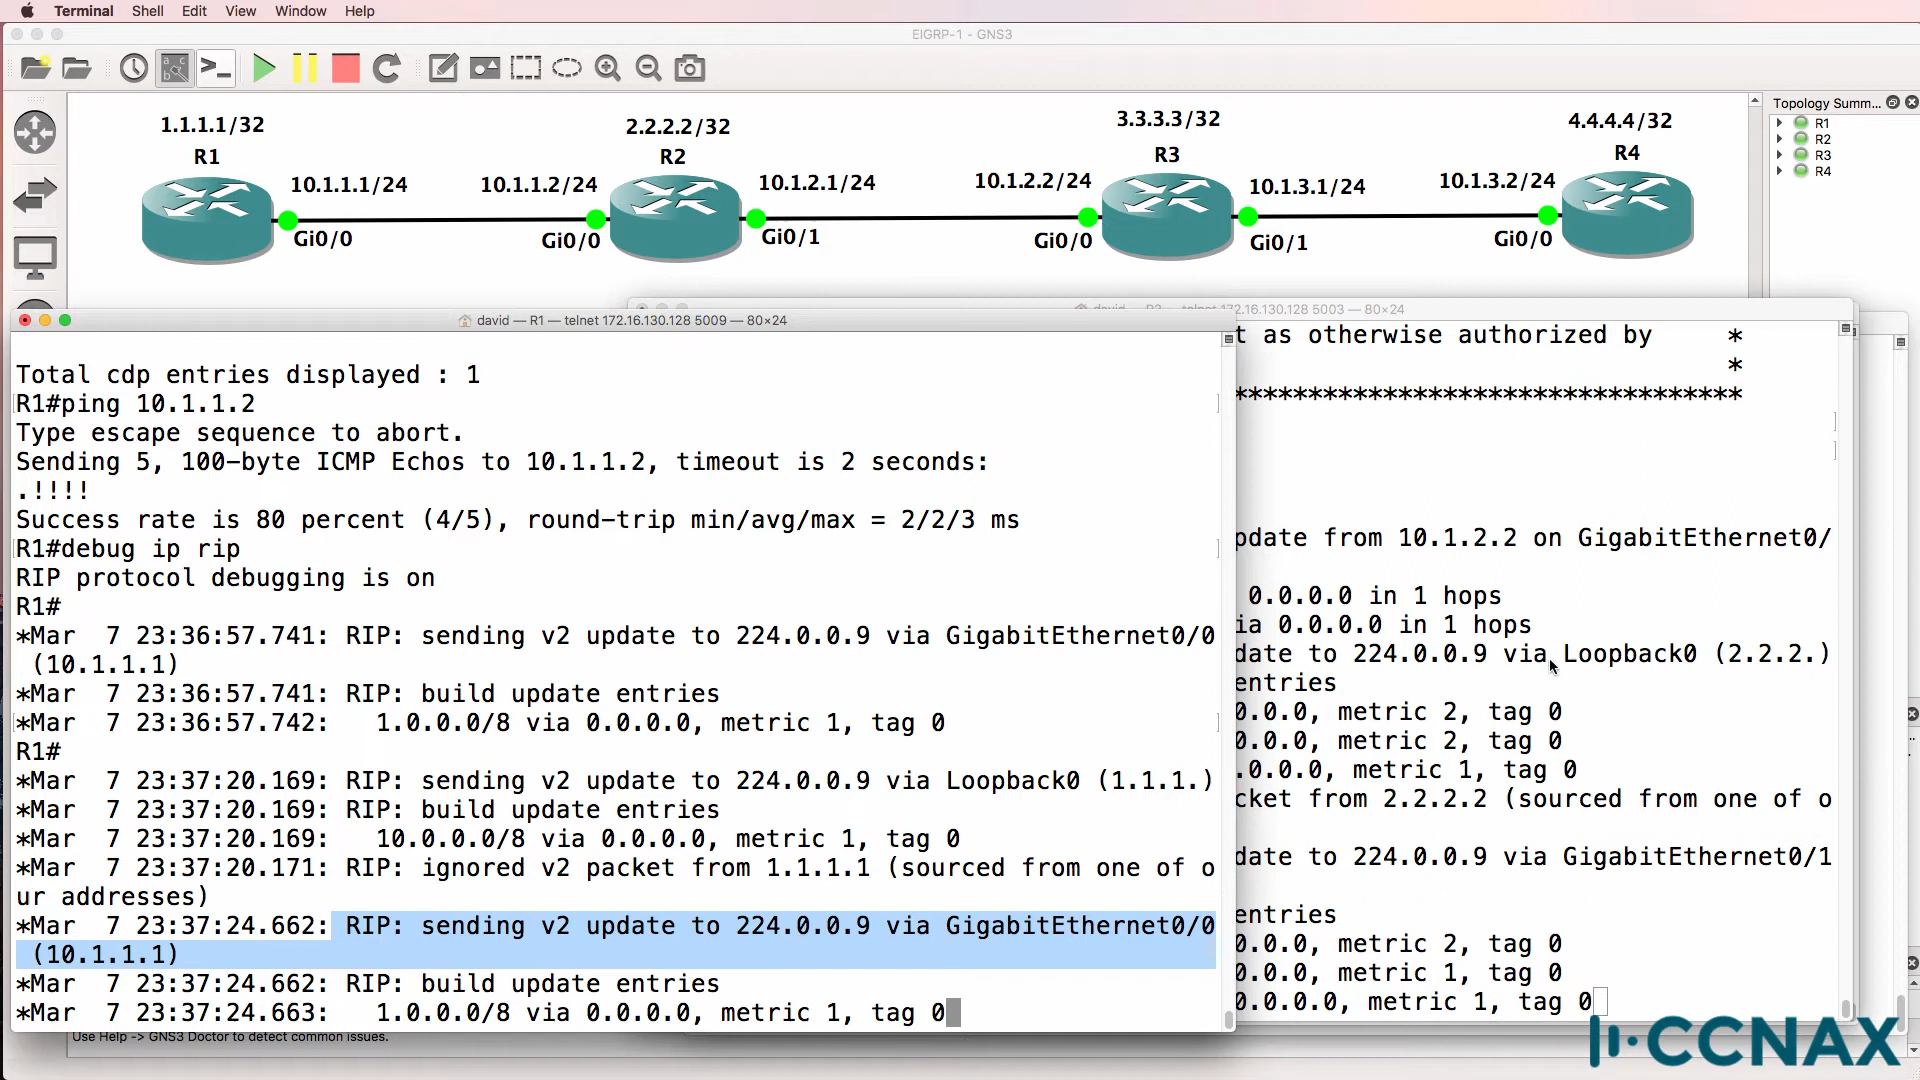 Terminal Shell Edit View Window Help
EIGRP-1 - GNS3
Topology Summ...
R1
R2
R3
R4
1.1.1.1/32
2.2.2.2/32
3.3.3.3/32
4.4.4.4/32
R1
R2
R3
R4
10.1.1.1/24
10.1.1.2/24
10.1.2.1/24
10.1.2.2/24
10.1.3.1/24
10.1.3.2/24
Gi0/0
Gi0/0
Gi0/1
Gi0/0
Gi0/1
Gi0/0
david — R1 — telnet 172.16.130.128 5009 — 80×24
Total cdp entries displayed : 1
R1#ping 10.1.1.2
Type escape sequence to abort.
Sending 5, 100-byte ICMP Echos to 10.1.1.2, timeout is 2 seconds:
.!!!!
Success rate is 80 percent (4/5), round-trip min/avg/max = 2/2/3 ms
R1#debug ip rip
RIP protocol debugging is on
R1#
*Mar  7 23:36:57.741: RIP: sending v2 update to 224.0.0.9 via GigabitEthernet0/0
(10.1.1.1)
*Mar  7 23:36:57.741: RIP: build update entries
*Mar  7 23:36:57.742:   1.0.0.0/8 via 0.0.0.0, metric 1, tag 0
R1#
*Mar  7 23:37:20.169: RIP: sending v2 update to 224.0.0.9 via Loopback0 (1.1.1.)
*Mar  7 23:37:20.169: RIP: build update entries
*Mar  7 23:37:20.169:   10.0.0.0/8 via 0.0.0.0, metric 1, tag 0
*Mar  7 23:37:20.171: RIP: ignored v2 packet from 1.1.1.1 (sourced from one of o
ur addresses)
*Mar  7 23:37:24.662: RIP: sending v2 update to 224.0.0.9 via GigabitEthernet0/0
(10.1.1.1)
*Mar  7 23:37:24.662: RIP: build update entries
*Mar  7 23:37:24.663:   1.0.0.0/8 via 0.0.0.0, metric 1, tag 0
telnet 172.16.130.128 5003 — 80×24
t as otherwise authorized by *
*
**********************************
pdate from 10.1.2.2 on GigabitEthernet0/
0.0.0.0 in 1 hops
ia 0.0.0.0 in 1 hops
date to 224.0.0.9 via Loopback0 (2.2.2.)
entries
0.0.0, metric 2, tag 0
0.0.0, metric 2, tag 0
.0.0.0, metric 1, tag 0
cket from 2.2.2.2 (sourced from one of o
date to 224.0.0.9 via GigabitEthernet0/1
entries
0.0.0, metric 2, tag 0
0.0.0, metric 1, tag 0
0.0.0.0, metric 1, tag 0
Use Help -> GNS3 Doctor to detect common issues.
CCNAX